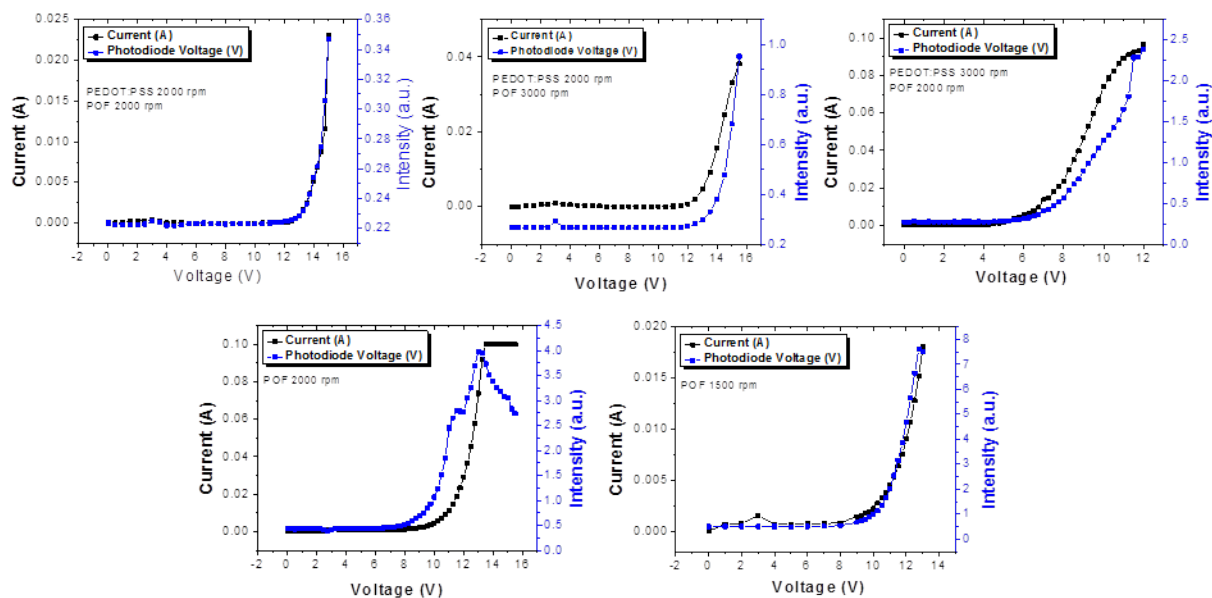 0.025
0.020
0.015
0.010
0.005
0.000
Current (A)
Current (A)
Photodiode Voltage (V)
PEDOT:PSS 2000 rpm
POF 2000 rpm
0.36
0.34
0.32
0.30
0.28
0.26
0.24
0.22
Intensity (a.u.)
-2 0 2 4 6 8 10 12 14 16
Voltage (V)
0.04
0.02
0.00
Current (A)
Current (A)
Photodiode Voltage (V)
PEDOT:PSS 2000 rpm
POF 3000 rpm
1.0
0.8
0.6
0.4
0.2
Intensity (a.u.)
-2 0 2 4 6 8 10 12 14 16
Voltage (V)
0.10
0.08
0.06
0.04
0.02
0.00
Current (A)
Current (A)
Photodiode Voltage (V)
PEDOT:PSS 3000 rpm
POF 2000 rpm
2.5
2.0
1.5
1.0
0.5
0.0
Intensity (a.u.)
-2 0 2 4 6 8 10 12
Voltage (V)
0.10
0.08
0.06
0.04
0.02
0.00
Current (A)
Current (A)
Photodiode Voltage (V)
POF 2000 rpm
4.5
4.0
3.5
3.0
2.5
2.0
1.5
1.0
0.5
0.0
Intensity (a.u.)
-2 0 2 4 6 8 10 12 14 16
Voltage (V)
0.020
0.015
0.010
0.005
0.000
Current (A)
Current (A)
Photodiode Voltage (V)
POF 1500 rpm
8
7
6
5
4
3
2
1
0
Intensity (a.u.)
-2 0 2 4 6 8 10 12 14
Voltage (V)